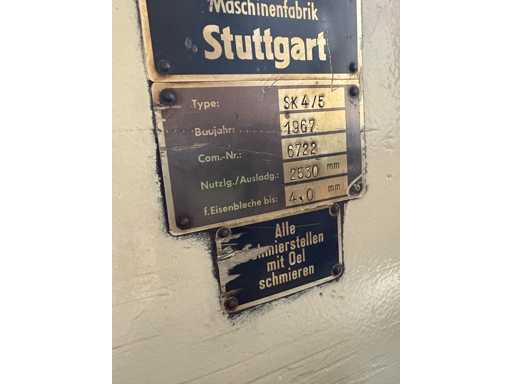 Maschinenfabrik
Stuttgart
Type: SK 4/5
Baujahr: 1967
Com.-Nr.: 6722
Nutzlg./Ausladg.: 2530 mm
f. Eisenbleche bis: 4,0 mm
Alle
Schmierstellen
mit Oel
schmieren